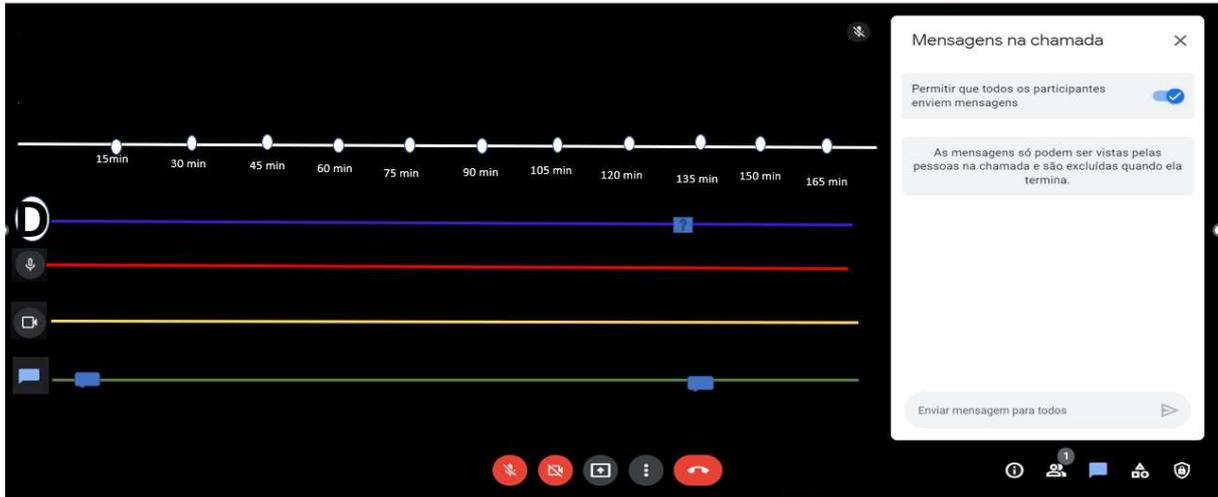 Mensagens na chamada
Permitir que todos os participantes
enviem mensagens
As mensagens só podem ser vistas pelas
pessoas na chamada e são excluídas quando ela
termina.
15min
30 min
45 min
60 min
75 min
90 min
105 min
120 min
135 min
150 min
165 min
D
?
Enviar mensagem para todos
1